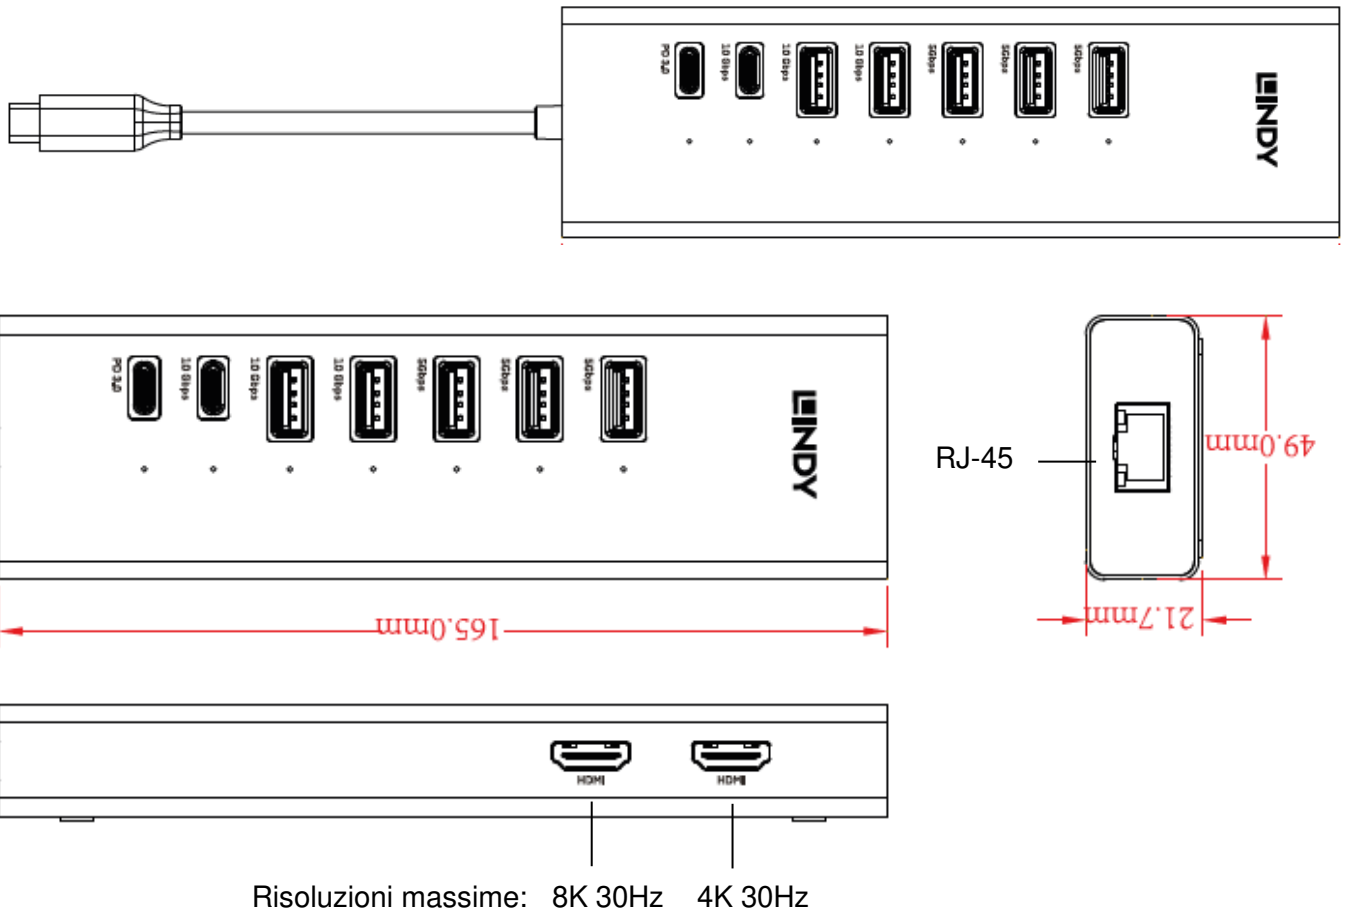 PD 3.0
10 Gbps
10 Gbps
10 Gbps
5Gbps
5Gbps
5Gbps
LINDY
PD 3.0
10 Gbps
10 Gbps
10 Gbps
5Gbps
5Gbps
5Gbps
LINDY
RJ-45
49.0mm
165.0mm
21.7mm
HDMI
HDMI
Risoluzioni massime: 8K 30Hz 4K 30Hz